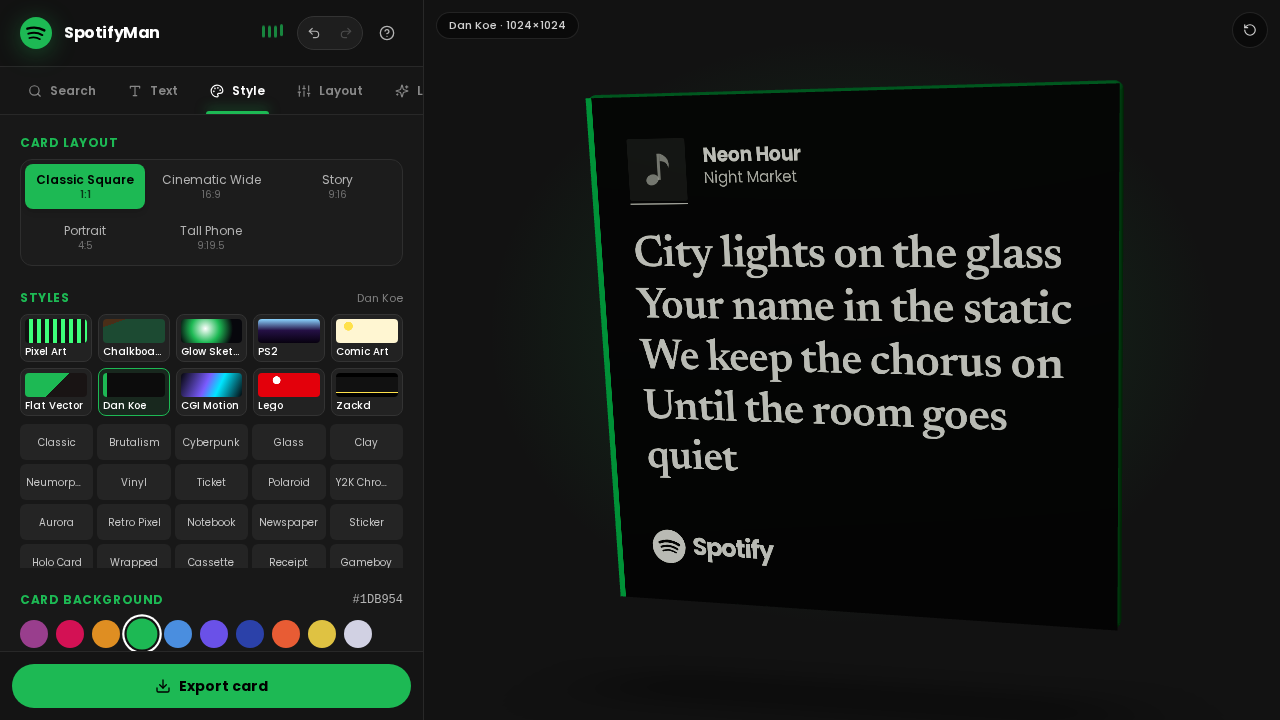 SpotifyMan
Search
Text
Style
Layout
L
CARD LAYOUT
Classic Square
1:1
Cinematic Wide
16:9
Story
9:16
Portrait
4:5
Tall Phone
9:19.5
STYLES
Dan Koe
Pixel Art
Chalkboa...
Glow Sket...
PS2
Comic Art
Flat Vector
Dan Koe
CGI Motion
Lego
Zackd
Classic
Brutalism
Cyberpunk
Glass
Clay
Neumorp...
Vinyl
Ticket
Polaroid
Y2K Chro...
Aurora
Retro Pixel
Notebook
Newspaper
Sticker
Holo Card
Wrapped
Cassette
Receipt
Gameboy
CARD BACKGROUND
#1DB954
Export card
Dan Koe · 1024×1024
Neon Hour
Night Market
City lights on the glass
Your name in the static
We keep the chorus on
Until the room goes
quiet
Spotify